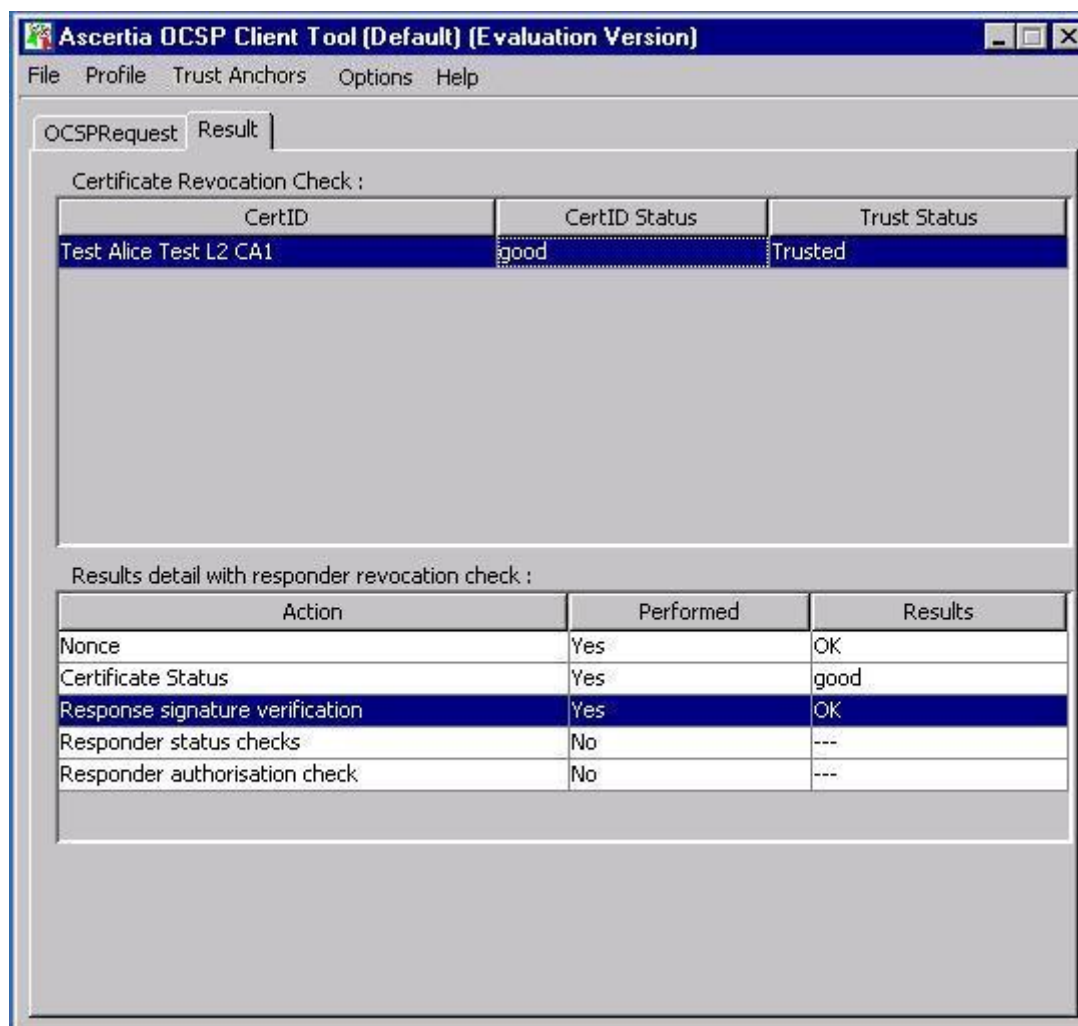 Ascertia OCSP Client Tool (Default) (Evaluation Version)
File Profile Trust Anchors Options Help
OCSPRequest Result
Certificate Revocation Check :
CertID CertID Status Trust Status
Test Alice Test L2 CA1 good Trusted
Results detail with responder revocation check :
Action Performed Results
Nonce Yes OK
Certificate Status Yes good
Response signature verification Yes OK
Responder status checks No ---
Responder authorisation check No ---